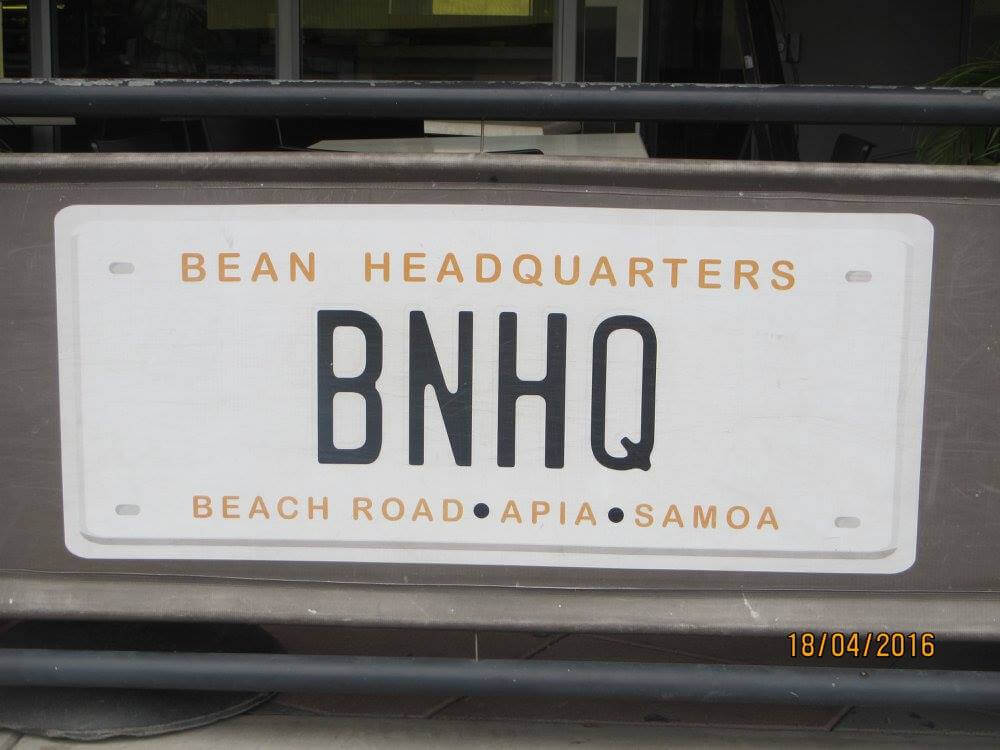 BEAN HEADQUARTERS
BNHQ
BEACH ROAD•APIA•SAMOA
18/04/2016